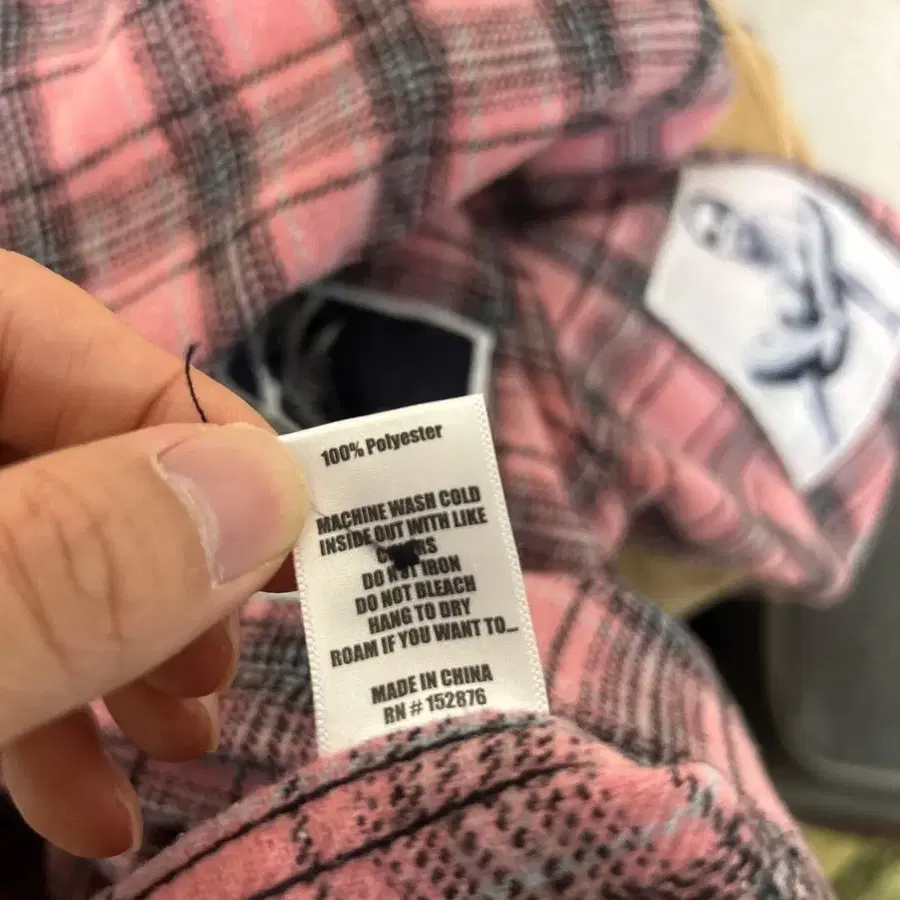 100% Polyester
MACHINE WASH COLD
INSIDE OUT WITH LIKE
DO NOT IRON
DO NOT BLEACH
HANG TO DRY
ROAM IF YOU WANT TO...
MADE IN CHINA
RN # 152876